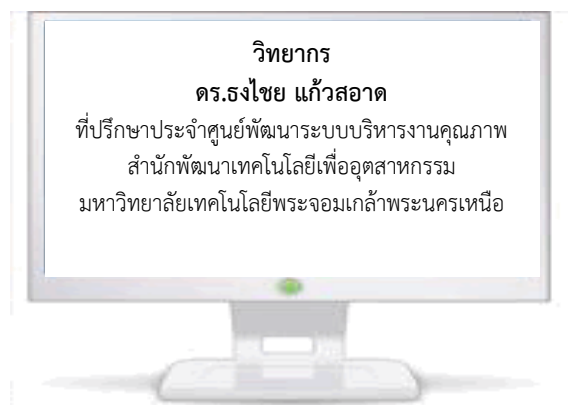 วิทยากร
ดร.ธงไชย แก้วสอาด
ที่ปรึกษาประจำศูนย์พัฒนาระบบบริหารงานคุณภาพ
สำนักพัฒนาเทคโนโลยีเพื่ออุตสาหกรรม
มหาวิทยาลัยเทคโนโลยีพระจอมเกล้าพระนครเหนือ